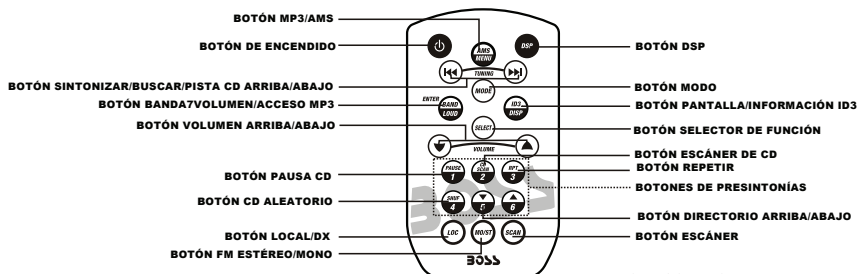 BOTÓN MP3/AMS
BOTÓN DE ENCENDIDO
BOTÓN DSP
AMS
MENU
DSP
TUNING
BOTÓN SINTONIZAR/BUSCAR/PISTA CD ARRIBA/ABAJO
MODE
BOTÓN MODO
ENTER
BAND
LOUD
ID3
DISP
BOTÓN BANDA7VOLUMEN/ACCESO MP3
BOTÓN PANTALLA/INFORMACIÓN ID3
BOTÓN VOLUMEN ARRIBA/ABAJO
SELECT
BOTÓN SELECTOR DE FUNCIÓN
VOLUME
BOTÓN ESCÁNER DE CD
BOTÓN PAUSA CD
PAUSE
1
CD
SCAN
2
RPT
3
BOTÓN REPETIR
BOTONES DE PRESINTONÍAS
BOTÓN CD ALEATORIO
SHUF
4
5
6
BOTÓN DIRECTORIO ARRIBA/ABAJO
BOTÓN LOCAL/DX
LOC
MO/ST
SCAN
BOTÓN ESCÁNER
BOTÓN FM ESTÉREO/MONO
BOSS
BOSS